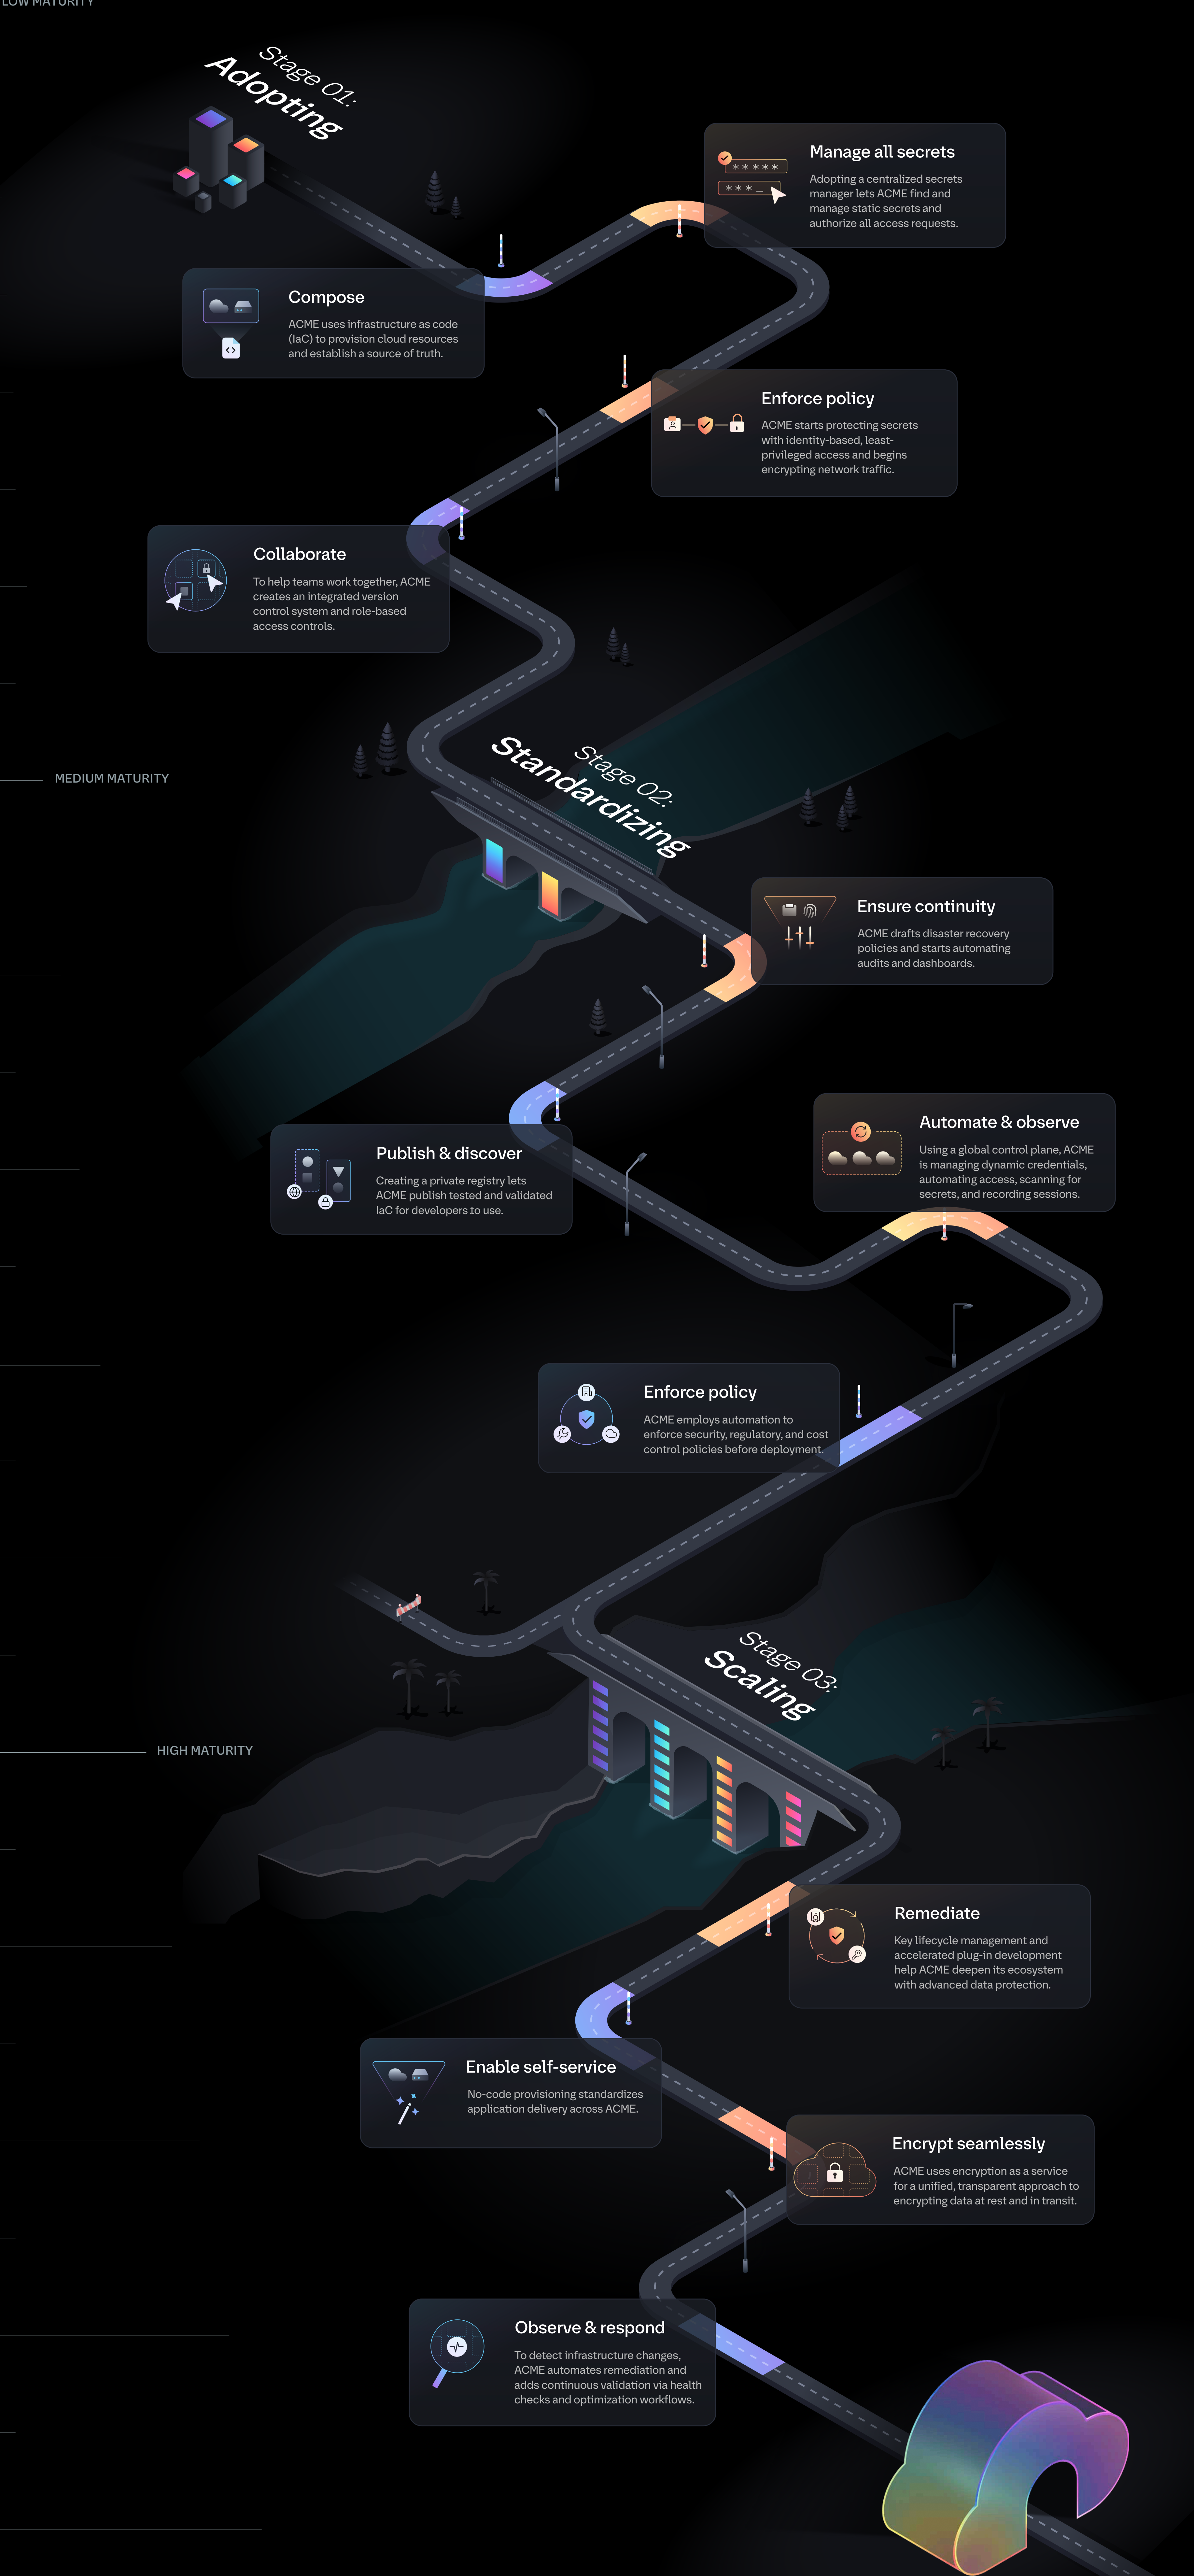 LOW MATURITY
Stage 01:
Adopting
Manage all secrets
Adopting a centralized secrets
manager lets ACME find and
manage static secrets and
authorize all access requests.
Compose
ACME uses infrastructure as code
(IaC) to provision cloud resources
and establish a source of truth.
Enforce policy
ACME starts protecting secrets
with identity-based, least-
privileged access and begins
encrypting network traffic.
Collaborate
To help teams work together, ACME
creates an integrated version
control system and role-based
access controls.
Stage 02:
Standardizing
MEDIUM MATURITY
Ensure continuity
ACME drafts disaster recovery
policies and starts automating
audits and dashboards.
Publish & discover
Creating a private registry lets
ACME publish tested and validated
IaC for developers to use.
Automate & observe
Using a global control plane, ACME
is managing dynamic credentials,
automating access, scanning for
secrets, and recording sessions.
Enforce policy
ACME employs automation to
enforce security, regulatory, and cost
control policies before deployment.
Stage 03:
Scaling
HIGH MATURITY
Remediate
Key lifecycle management and
accelerated plug-in development
help ACME deepen its ecosystem
with advanced data protection.
Enable self-service
No-code provisioning standardizes
application delivery across ACME.
Encrypt seamlessly
ACME uses encryption as a service
for a unified, transparent approach to
encrypting data at rest and in transit.
Observe & respond
To detect infrastructure changes,
ACME automates remediation and
adds continuous validation via health
checks and optimization workflows.